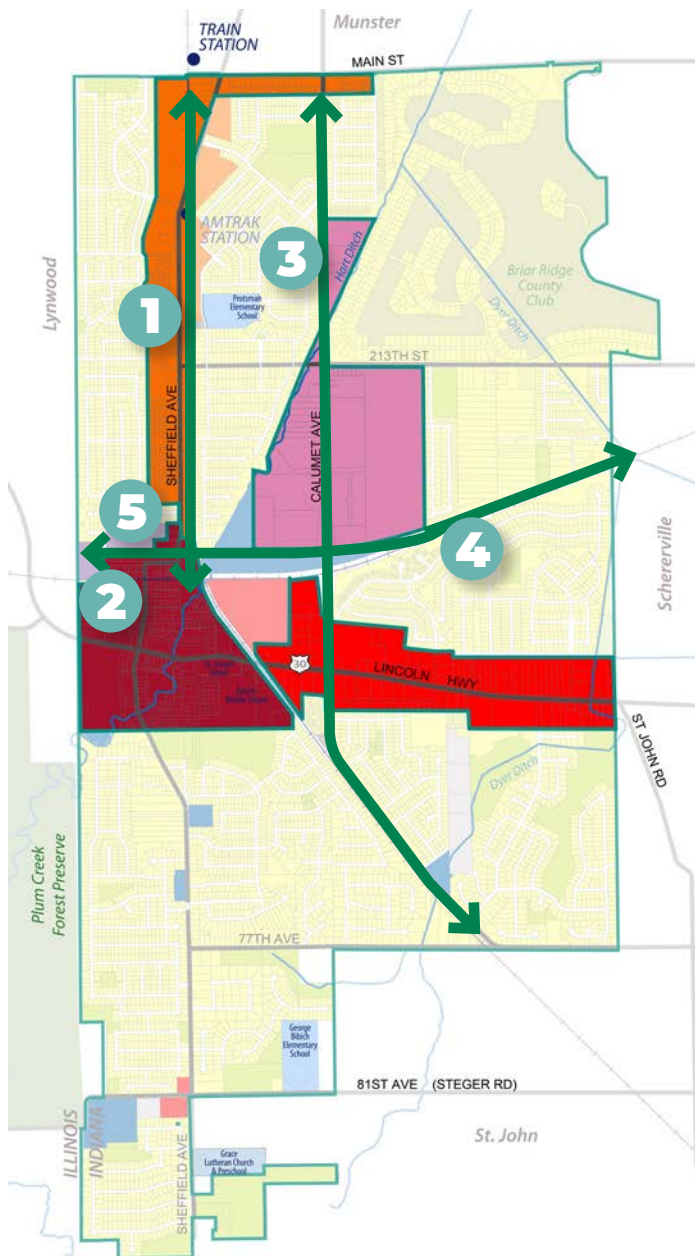 Munster
TRAIN
STATION
MAIN ST
AMTRAK
STATION
Lynwood
3
Hart Ditch
Briar Ridge
County
Club
Dyer Ditch
1
Protsman
Elementary
School
213TH ST
SHEFFIELD AVE
CALUMET AVE
5
4
2
Schererville
30
LINCOLN HWY
ST JOHN RD
Dyer Ditch
Plum Creek
Forest Preserve
77TH AVE
George
Bibich
Elementary
School
81ST AVE (STEGER RD)
ILLINOIS
INDIANA
St. John
Grace
Lutheran Church
& Preschool
SHEFFIELD AVE